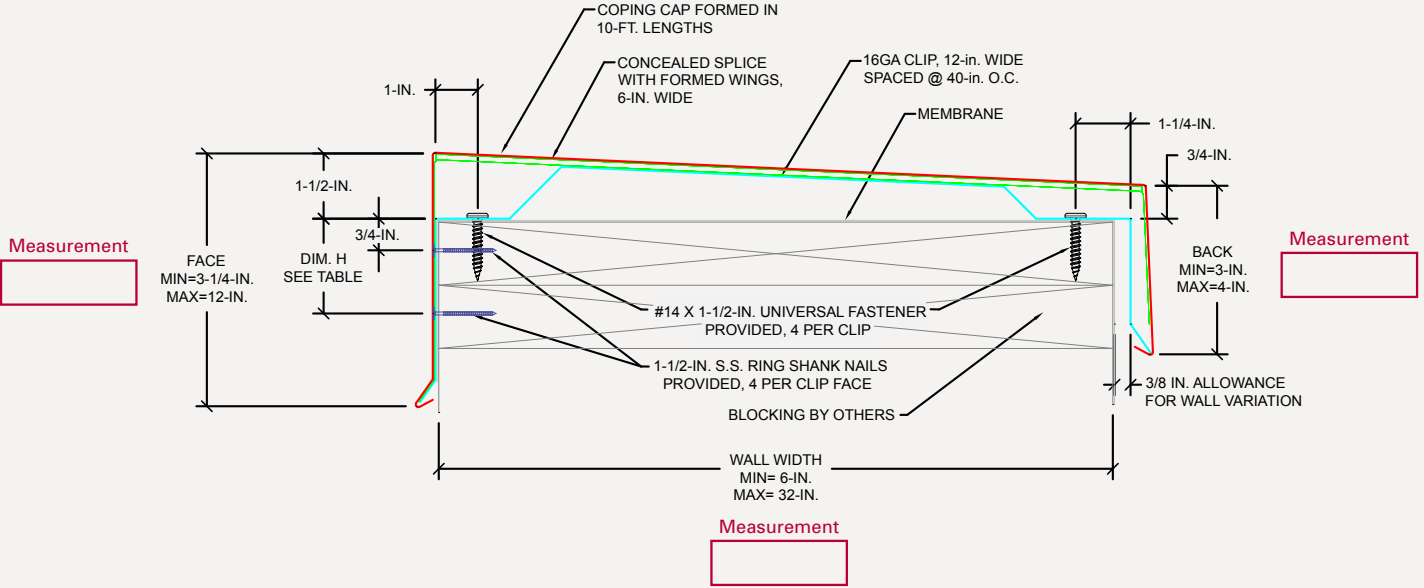 COPING CAP FORMED IN
10-FT. LENGTHS
CONCEALED SPLICE
WITH FORMED WINGS,
6-IN. WIDE
16GA CLIP, 12-in. WIDE
SPACED @ 40-in. O.C.
MEMBRANE
1-IN.
1-1/4-IN.
3/4-IN.
1-1/2-IN.
3/4-IN.
Measurement
FACE
MIN=3-1/4-IN.
MAX=12-IN.
DIM. H
SEE TABLE
BACK
MIN=3-IN.
MAX=4-IN.
Measurement
#14 X 1-1/2-IN. UNIVERSAL FASTENER
PROVIDED, 4 PER CLIP
1-1/2-IN. S.S. RING SHANK NAILS
PROVIDED, 4 PER CLIP FACE
3/8 IN. ALLOWANCE
FOR WALL VARIATION
BLOCKING BY OTHERS
WALL WIDTH
MIN= 6-IN.
MAX= 32-IN.
Measurement